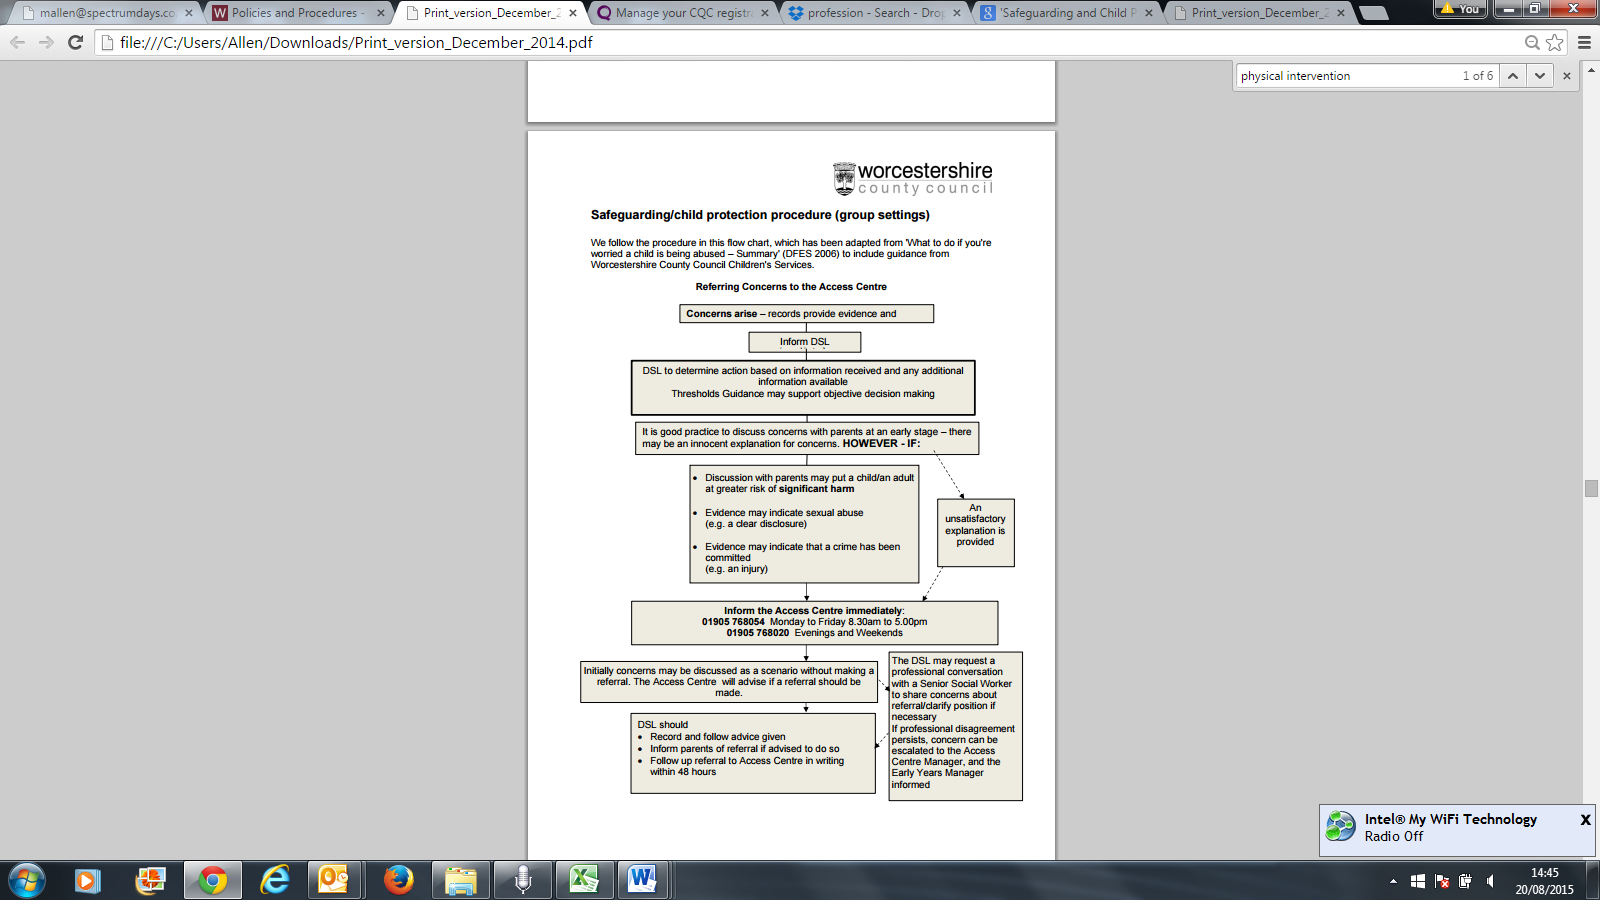 mallen@spectrumdays.co
Policies and Procedures -
Print_version_December_2
Manage your CQC registra
profession - Search - Drop
'Safeguarding and Child P
Print_version_December_2
You
file:///C:/Users/Allen/Downloads/Print_version_December_2014.pdf
physical intervention 1 of 6
worcestershire
county council
Safeguarding/child protection procedure (group settings)
We follow the procedure in this flow chart, which has been adapted from 'What to do if you're
worried a child is being abused – Summary' (DFES 2006) to include guidance from
Worcestershire County Council Children's Services.
Referring Concerns to the Access Centre
Concerns arise – records provide evidence and
Inform DSL
DSL to determine action based on information received and any additional
information available
Thresholds Guidance may support objective decision making
It is good practice to discuss concerns with parents at an early stage – there
may be an innocent explanation for concerns. HOWEVER - IF:
• Discussion with parents may put a child/an adult
at greater risk of significant harm
• Evidence may indicate sexual abuse
(e.g. a clear disclosure)
• Evidence may indicate that a crime has been
committed
(e.g. an injury)
An
unsatisfactory
explanation is
provided
Inform the Access Centre immediately:
01905 768054 Monday to Friday 8.30am to 5.00pm
01905 768020 Evenings and Weekends
Initially concerns may be discussed as a scenario without making a
referral. The Access Centre will advise if a referral should be
made.
The DSL may request a
professional conversation
with a Senior Social Worker
to share concerns about
referral/clarify position if
necessary
If professional disagreement
persists, concern can be
escalated to the Access
Centre Manager, and the
Early Years Manager
informed
DSL should
• Record and follow advice given
• Inform parents of referral if advised to do so
• Follow up referral to Access Centre in writing
within 48 hours
Intel® My WiFi Technology
Radio Off
14:45
20/08/2015